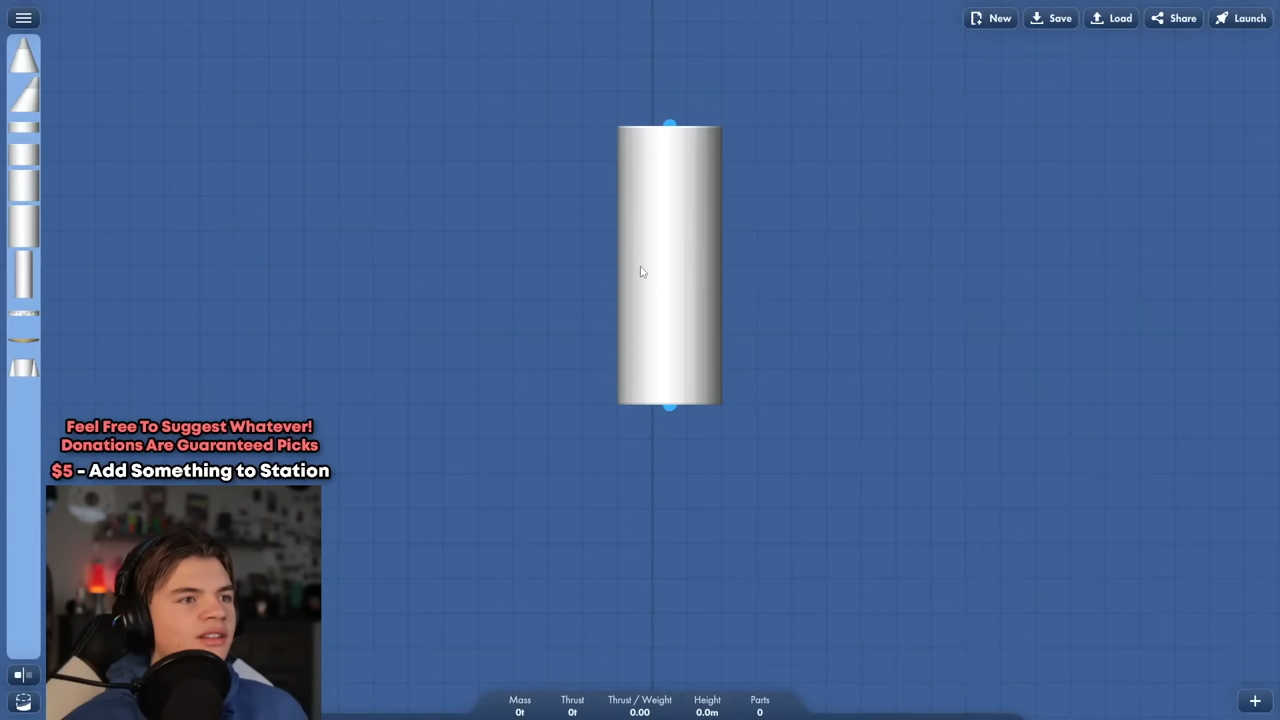 New
Save
Load
Share
Launch
Feel Free To Suggest Whatever!
Donations Are Guaranteed Picks
$5 - Add Something to Station
Mass
Thrust
Thrust / Weight
Height
Parts
0t
0t
0.00
0.0m
0